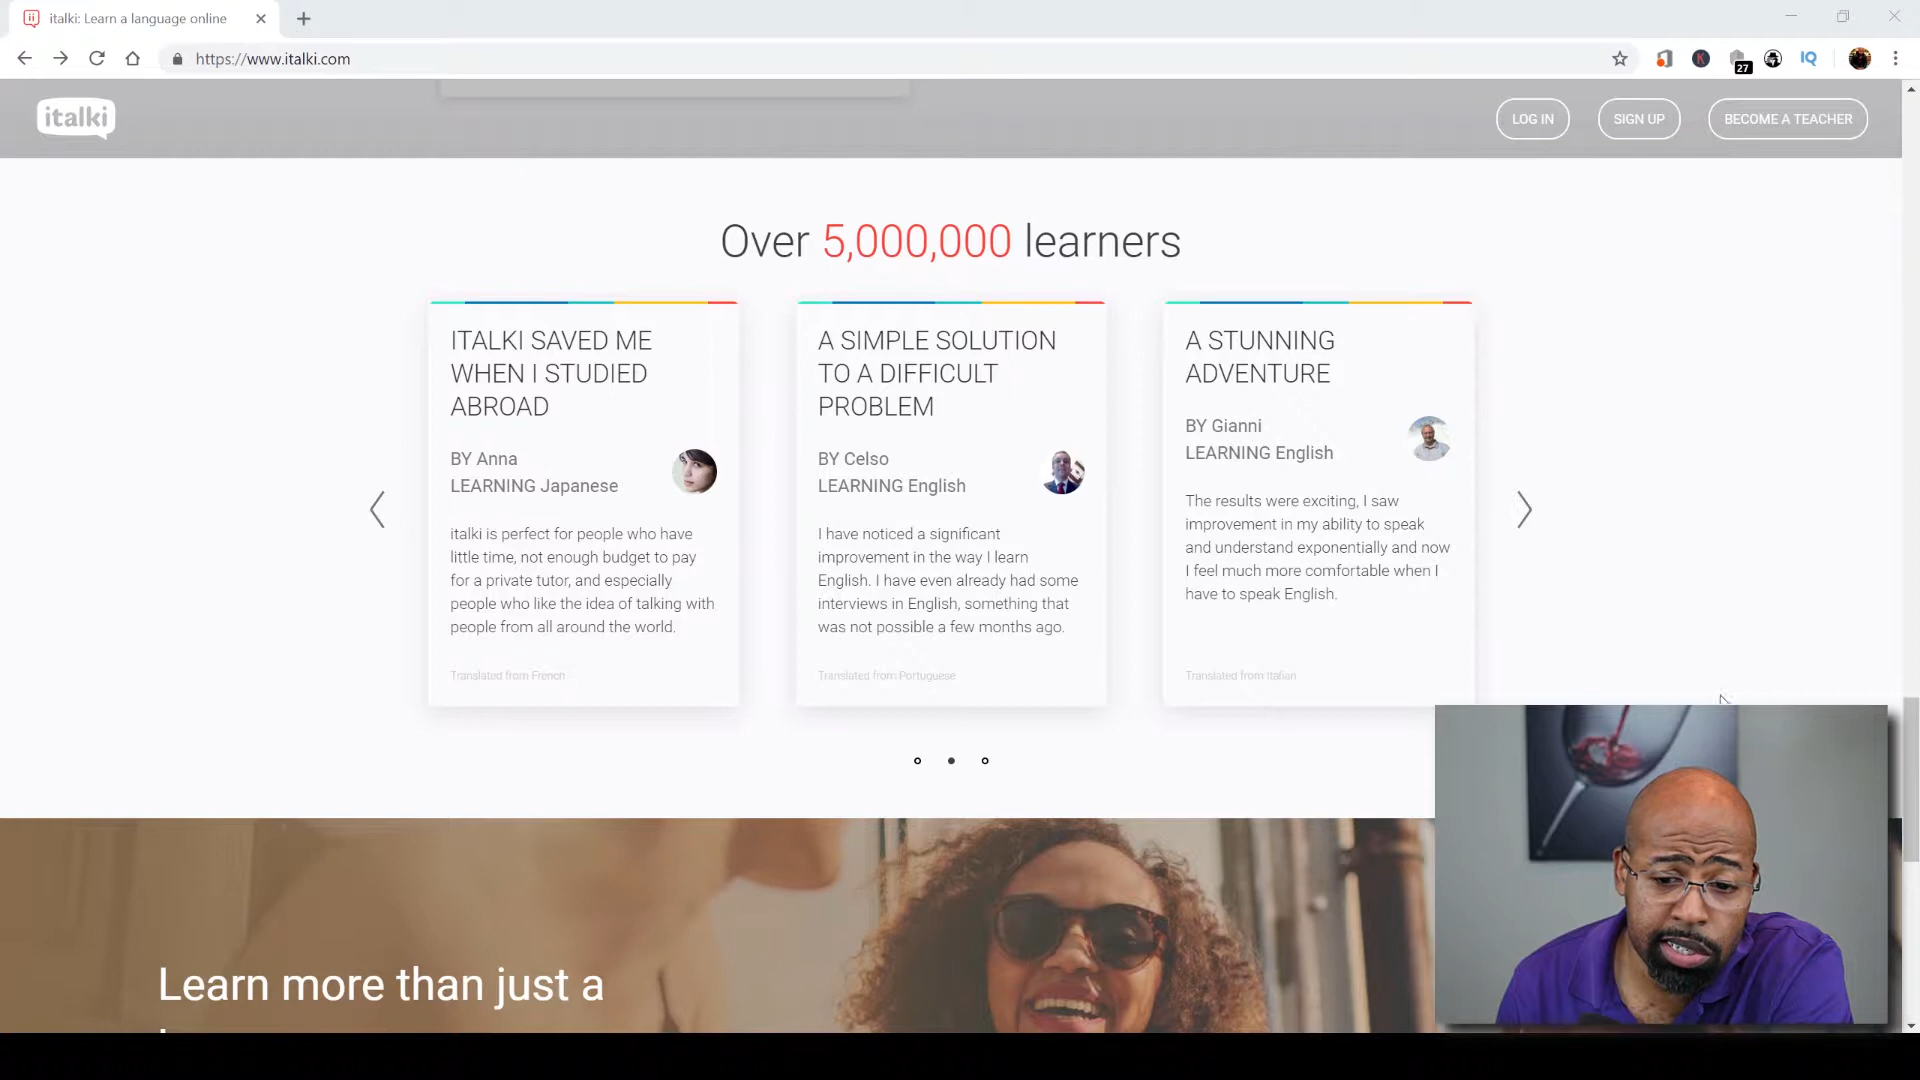 italki: Learn a language online
https://www.italki.com
27
IQ
italki
LOG IN
SIGN UP
BECOME A TEACHER
Over 5,000,000 learners
ITALKI SAVED ME
WHEN I STUDIED
ABROAD
BY Anna
LEARNING Japanese
italki is perfect for people who have
little time, not enough budget to pay
for a private tutor, and especially
people who like the idea of talking with
people from all around the world.
Translated from French
A SIMPLE SOLUTION
TO A DIFFICULT
PROBLEM
BY Celso
LEARNING English
I have noticed a significant
improvement in the way I learn
English. I have even already had some
interviews in English, something that
was not possible a few months ago.
Translated from Portuguese
A STUNNING
ADVENTURE
BY Gianni
LEARNING English
The results were exciting, I saw
improvement in my ability to speak
and understand exponentially and now
I feel much more comfortable when I
have to speak English.
Translated from Italian
Learn more than just a